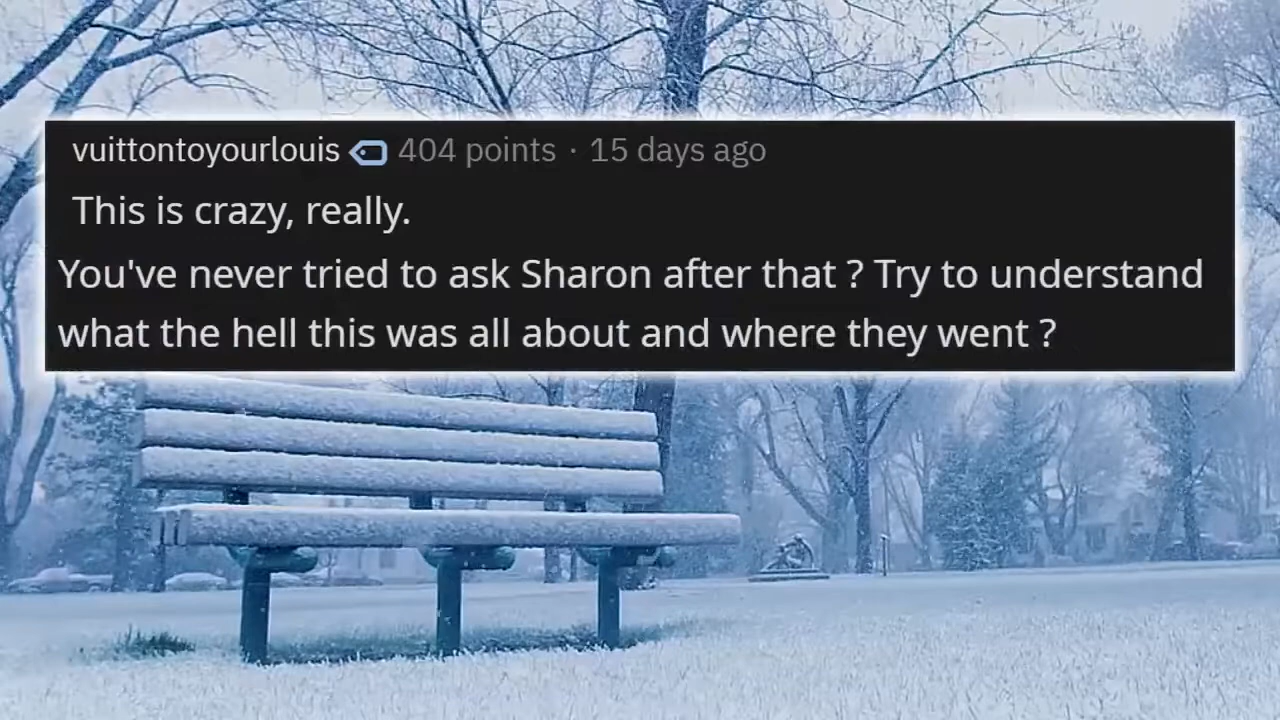 vuittontoyourlouis 404 points · 15 days ago
This is crazy, really.
You've never tried to ask Sharon after that ? Try to understand
what the hell this was all about and where they went ?